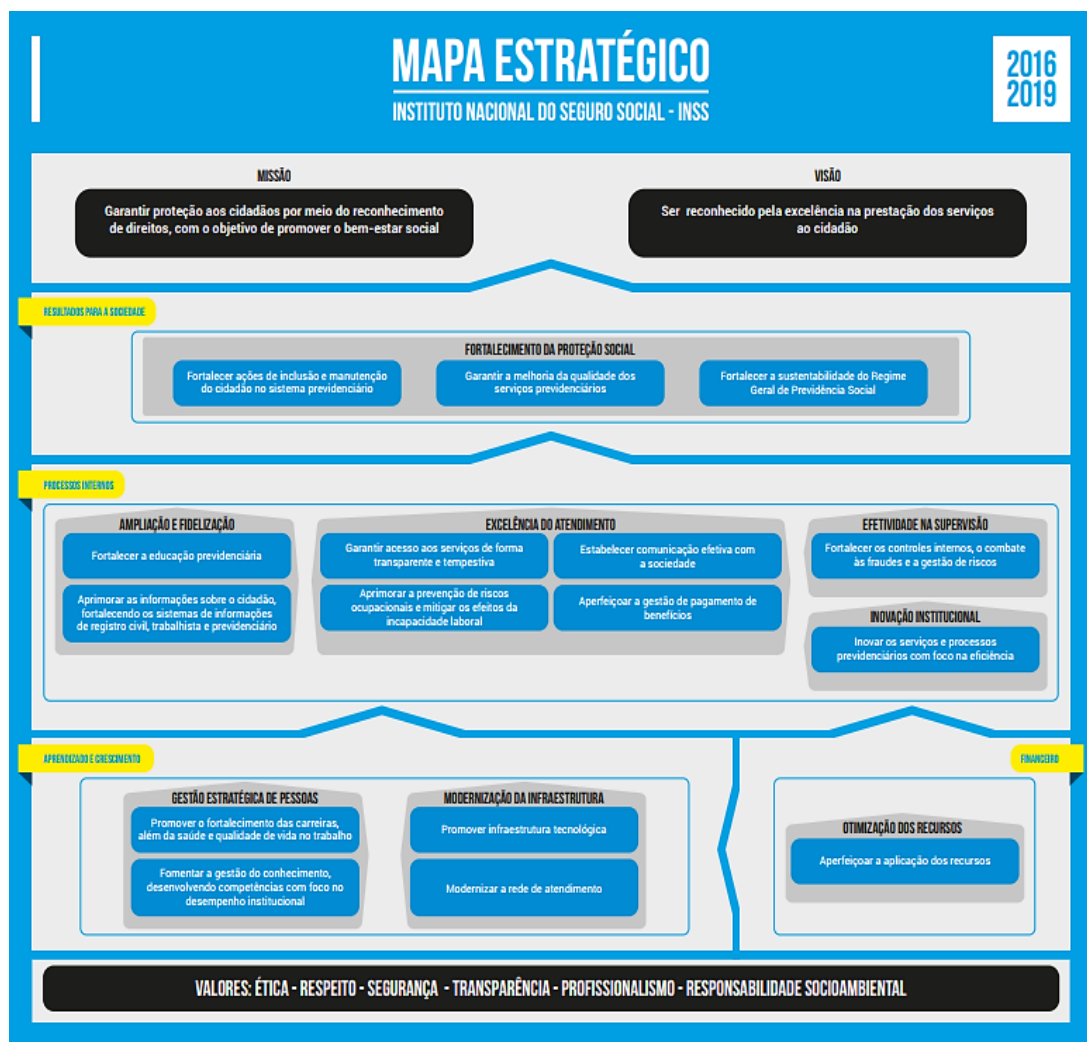 MAPA ESTRATÉGICO
INSTITUTO NACIONAL DO SEGURO SOCIAL - INSS
2016
2019
MISSÃO
Garantir proteção aos cidadãos por meio do reconhecimento
de direitos, com o objetivo de promover o bem-estar social
VISÃO
Ser reconhecido pela excelência na prestação dos serviços
ao cidadão
RESULTADOS PARA A SOCIEDADE
FORTALECIMENTO DA PROTEÇÃO SOCIAL
Fortalecer ações de inclusão e manutenção
do cidadão no sistema previdenciário
Garantir a melhoria da qualidade dos
serviços previdenciários
Fortalecer a sustentabilidade do Regime
Geral de Previdência Social
PROCESSOS INTERNOS
AMPLIAÇÃO E FIDELIZAÇÃO
Fortalecer a educação previdenciária
Aprimorar as informações sobre o cidadão,
fortalecendo os sistemas de informações
de registro civil, trabalhista e previdenciário
EXCELÊNCIA DO ATENDIMENTO
Garantir acesso aos serviços de forma
transparente e tempestiva
Estabelecer comunicação efetiva com
a sociedade
Aprimorar a prevenção de riscos
ocupacionais e mitigar os efeitos da
incapacidade laboral
Aperfeiçoar a gestão de pagamento de
benefícios
EFETIVIDADE NA SUPERVISÃO
Fortalecer os controles internos, o combate
às fraudes e a gestão de riscos
INOVAÇÃO INSTITUCIONAL
Inovar os serviços e processos
previdenciários com foco na eficiência
APRENDIZADO E CRESCIMENTO
GESTÃO ESTRATÉGICA DE PESSOAS
Promover o fortalecimento das carreiras,
além da saúde e qualidade de vida no trabalho
Fomentar a gestão do conhecimento,
desenvolvendo competências com foco no
desempenho institucional
MODERNIZAÇÃO DA INFRAESTRUTURA
Promover infraestrutura tecnológica
Modernizar a rede de atendimento
FINANCEIRO
OTIMIZAÇÃO DOS RECURSOS
Aperfeiçoar a aplicação dos recursos
VALORES: ÉTICA - RESPEITO - SEGURANÇA - TRANSPARÊNCIA - PROFISSIONALISMO - RESPONSABILIDADE SOCIOAMBIENTAL